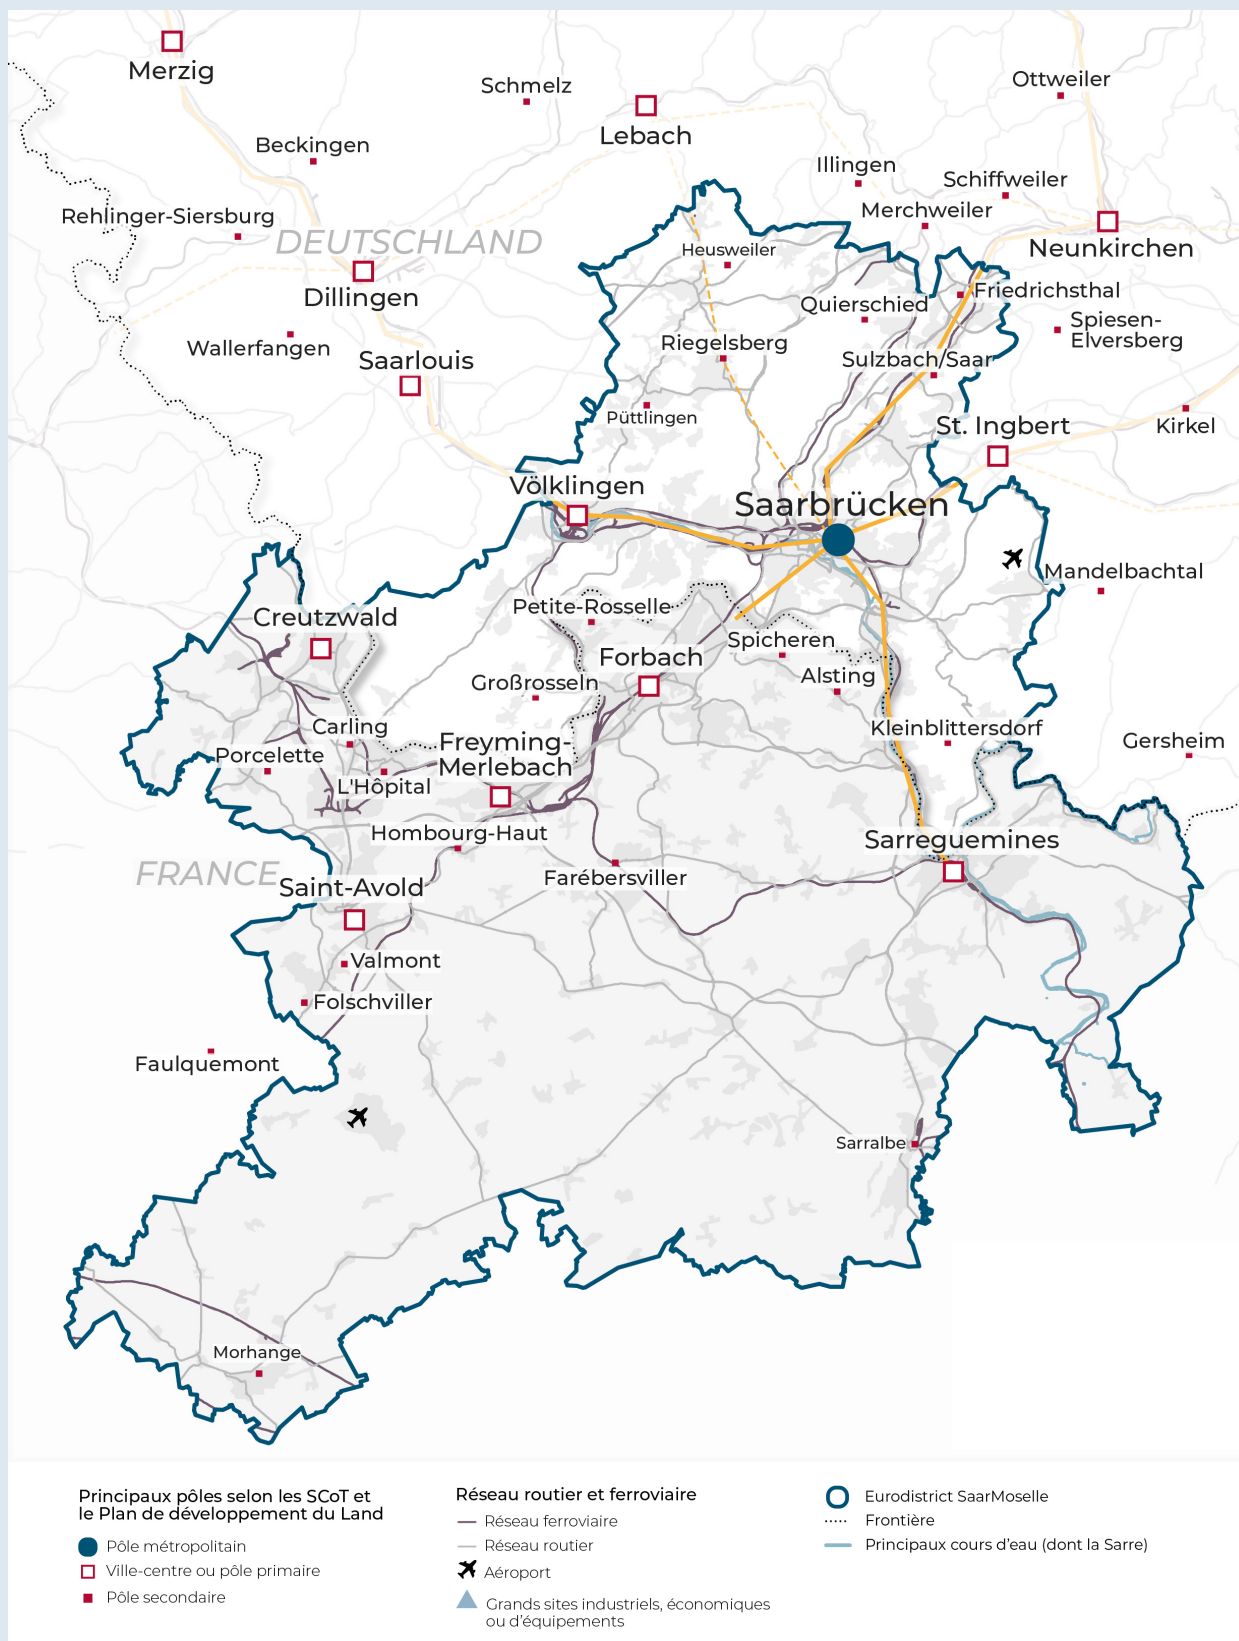 Merzig
Schmelz
Ottweiler
Lebach
Beckingen
Illingen
Schiffweiler
Rehlinger-Siersburg
Merchweiler
DEUTSCHLAND
Neunkirchen
Heusweiler
Dillingen
Friedrichsthal
Quierschied
Spiesen-
Elversberg
Wallerfangen
Riegelsberg
Saarlouis
Sulzbach/Saar
Püttlingen
St. Ingbert
Kirkel
Völklingen
Saarbrücken
Mandelbachtal
Petite-Rosselle
Creutzwald
Spicheren
Forbach
Alsting
Großrosseln
Carling
Kleinblittersdorf
Freyming-
Merlebach
Gersheim
Porcelette
L'Hôpital
Hombourg-Haut
Sarreguemines
FRANCE
Farébersviller
Saint-Avold
Valmont
Folschviller
Faulquemont
Sarralbe
Morhange
Principaux pôles selon les SCoT et
le Plan de développement du Land
Pôle métropolitain
Ville-centre ou pôle primaire
Pôle secondaire
Réseau routier et ferroviaire
Réseau ferroviaire
Réseau routier
Aéroport
Grands sites industriels, économiques
ou d'équipements
Eurodistrict SaarMoselle
Frontière
Principaux cours d'eau (dont la Sarre)